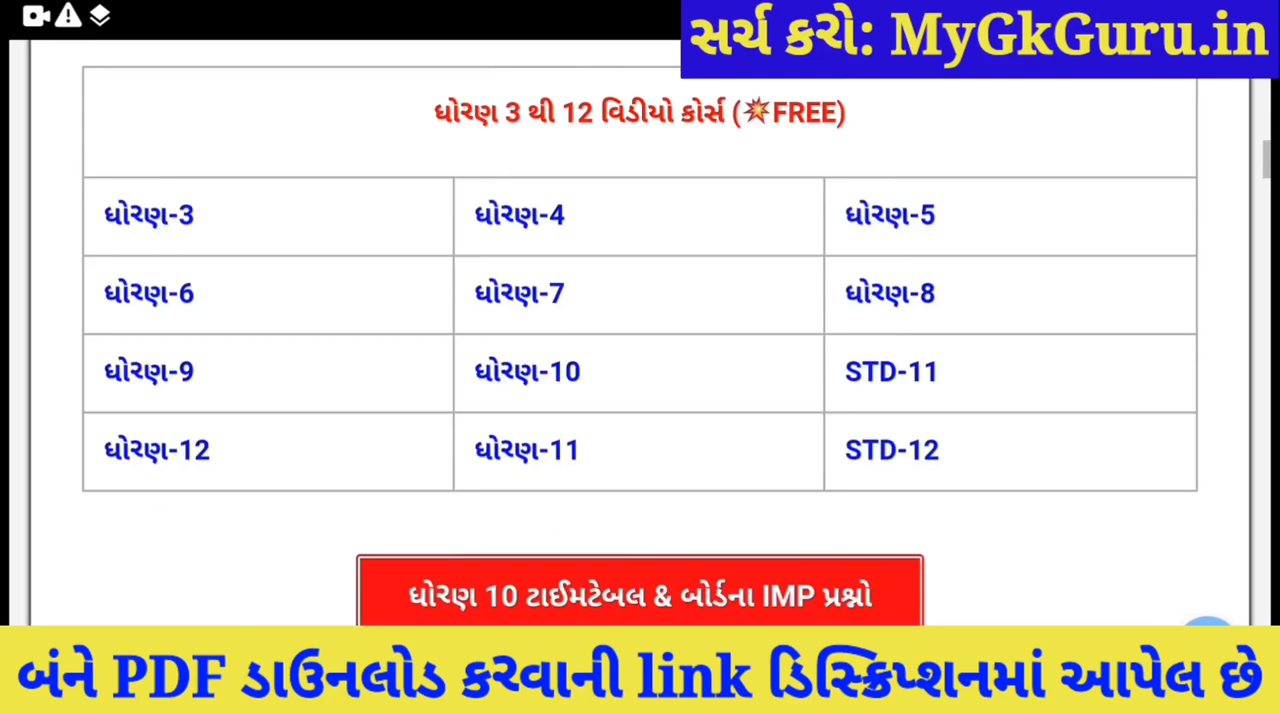 સર્ચ કરો: MyGkGuru.in
ધોરણ 3 થી 12 વિડીયો કોર્સ (💥FREE)
ધોરણ-3 ધોરણ-4 ધોરણ-5
ધોરણ-6 ધોરણ-7 ધોરણ-8
ધોરણ-9 ધોરણ-10 STD-11
ધોરણ-12 ધોરણ-11 STD-12
ધોરણ 10 ટાઈમટેબલ & બોર્ડના IMP પ્રશ્નો
બંને PDF ડાઉનલોડ કરવાની link ડિસ્ક્રિપ્શનમાં આપેલ છે